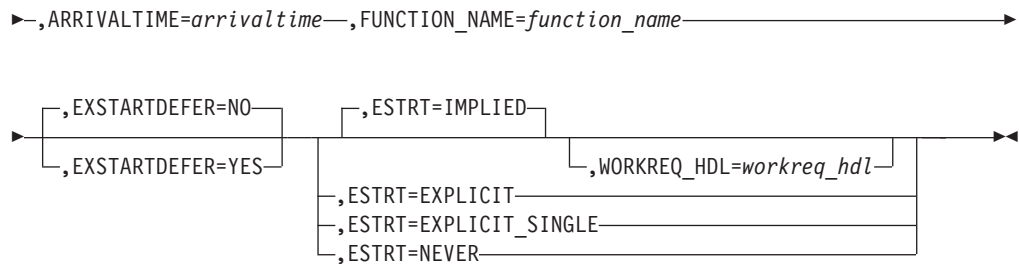 ,ARRIVALTIME=arrivaltime ,FUNCTION_NAME=function_name
,EXSTARTDEFER=NO ,ESTRT=IMPLIED
,EXSTARTDEFER=YES ,WORKREQ_HDL=workreq_hdl
,ESTRT=EXPLICIT
,ESTRT=EXPLICIT_SINGLE
,ESTRT=NEVER